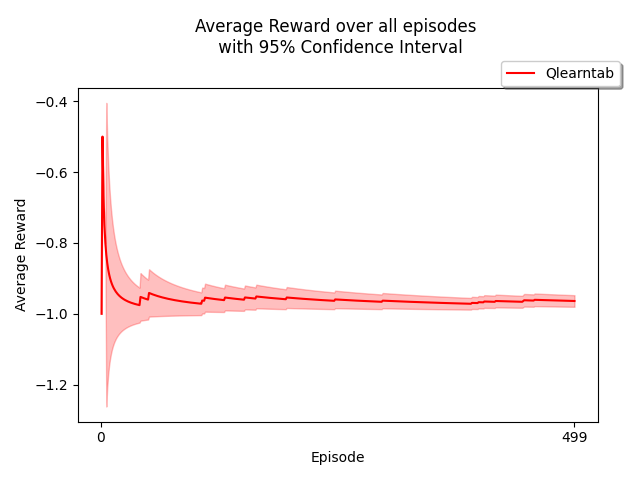 Average Reward over all episodes
with 95% Confidence Interval
Qlearntab
−0.4
−0.6
−0.8
−1.0
−1.2
Average Reward
0
499
Episode